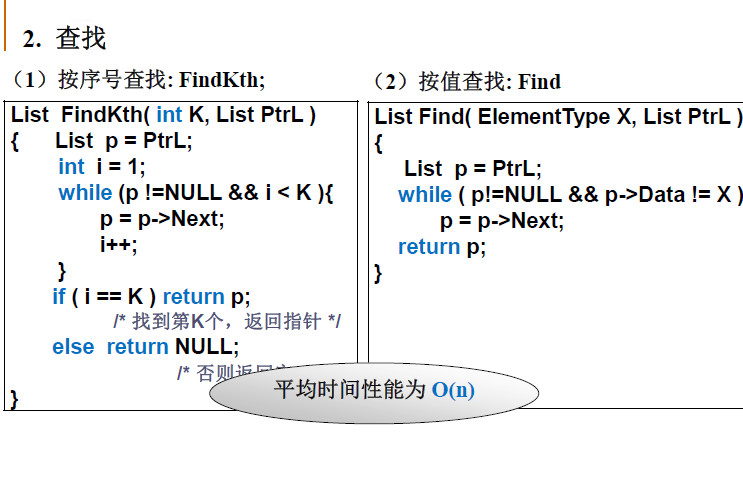 2. 查找
（1）按序号查找: FindKth;
List FindKth( int K, List PtrL )
{ List p = PtrL;
int i = 1;
while (p !=NULL && i < K ){
p = p->Next;
i++;
}
if ( i == K ) return p;
/* 找到第K个，返回指针 */
else return NULL;
/* 否则返回
}
（2）按值查找: Find
List Find( ElementType X, List PtrL )
{
List p = PtrL;
while ( p!=NULL && p->Data != X )
p = p->Next;
return p;
}
平均时间性能为 O(n)